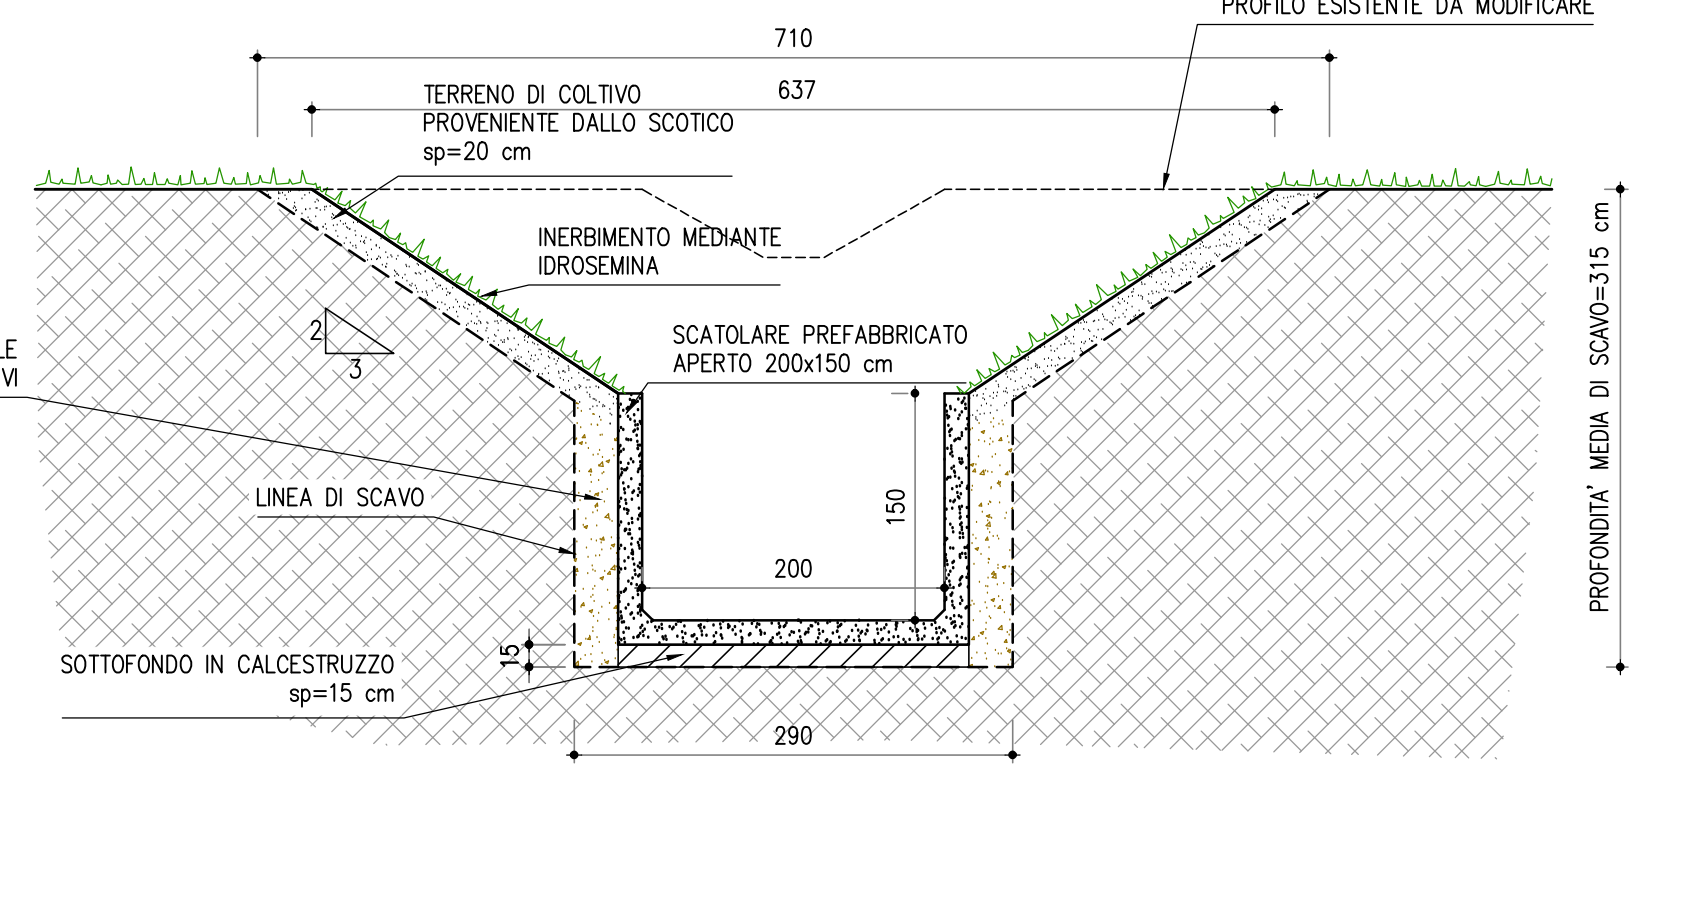 PROFILO ESISTENTE DA MODIFICARE
710
637
TERRENO DI COLTIVO
PROVENIENTE DALLO SCOTICO
sp=20 cm
INERBIMENTO MEDIANTE
IDROSEMINA
2
3
SCATOLARE PREFABBRICATO
APERTO 200x150 cm
LE
VI
LINEA DI SCAVO
150
200
15
SOTTOFONDO IN CALCESTRUZZO
sp=15 cm
290
PROFONDITA' MEDIA DI SCAVO=315 cm